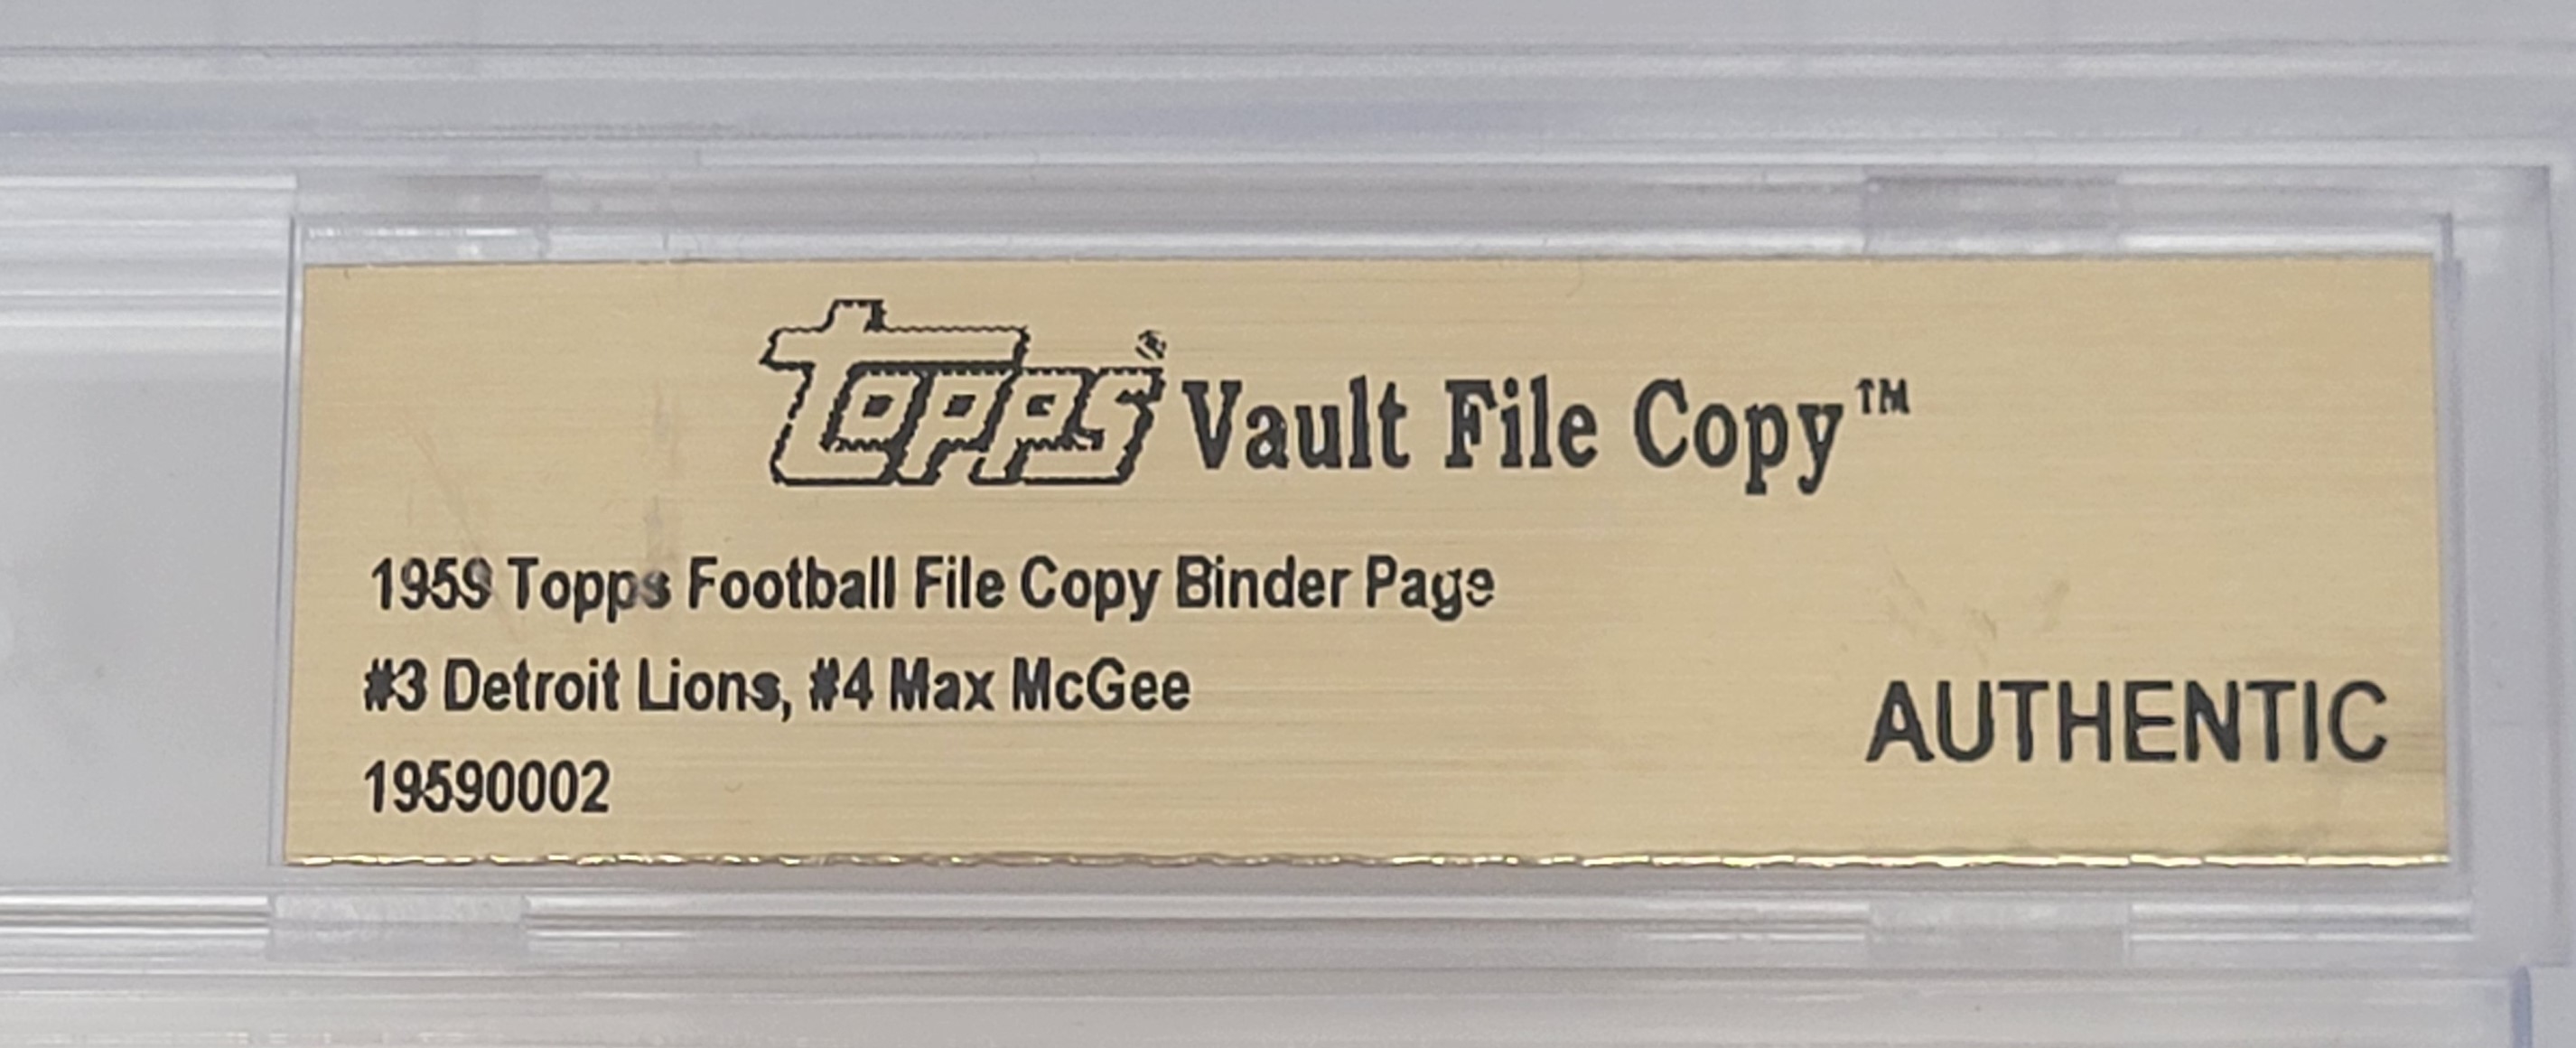 Topps® Vault File Copy™
1959 Topps Football File Copy Binder Page
#3 Detroit Lions, #4 Max McGee
19590002
AUTHENTIC